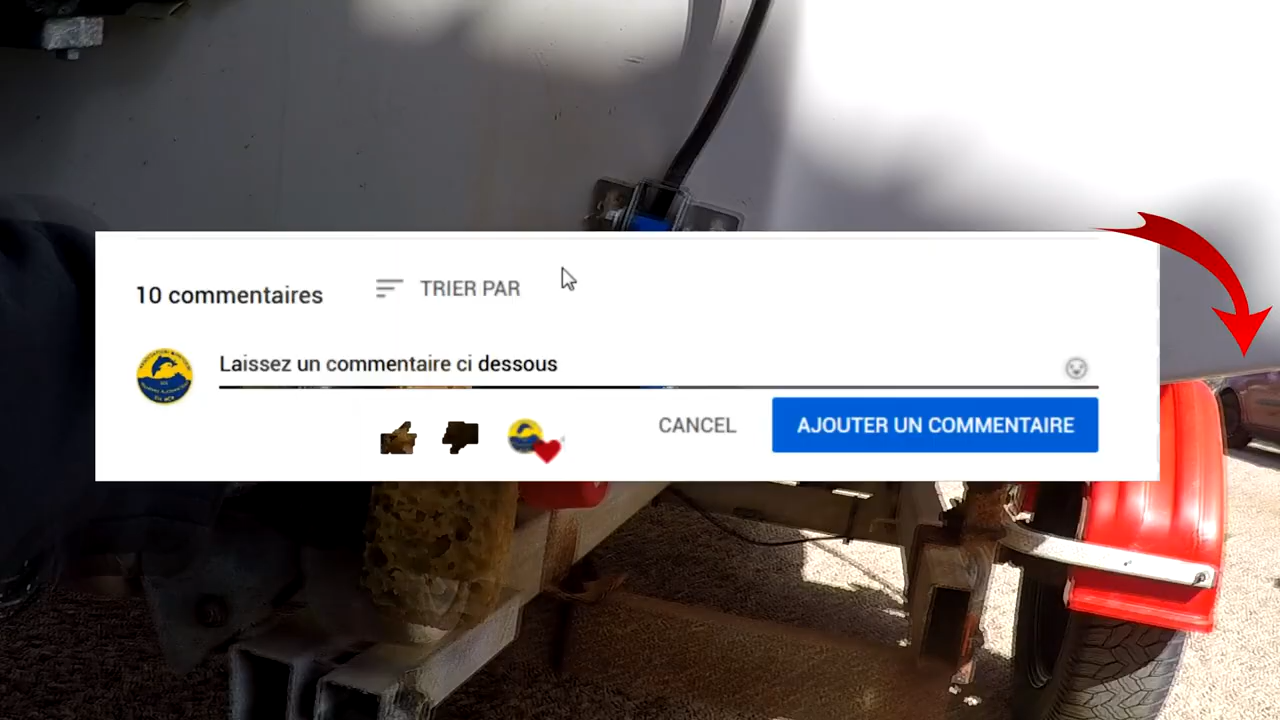 10 commentaires
TRIER PAR
Laissez un commentaire ci dessous
CANCEL
AJOUTER UN COMMENTAIRE